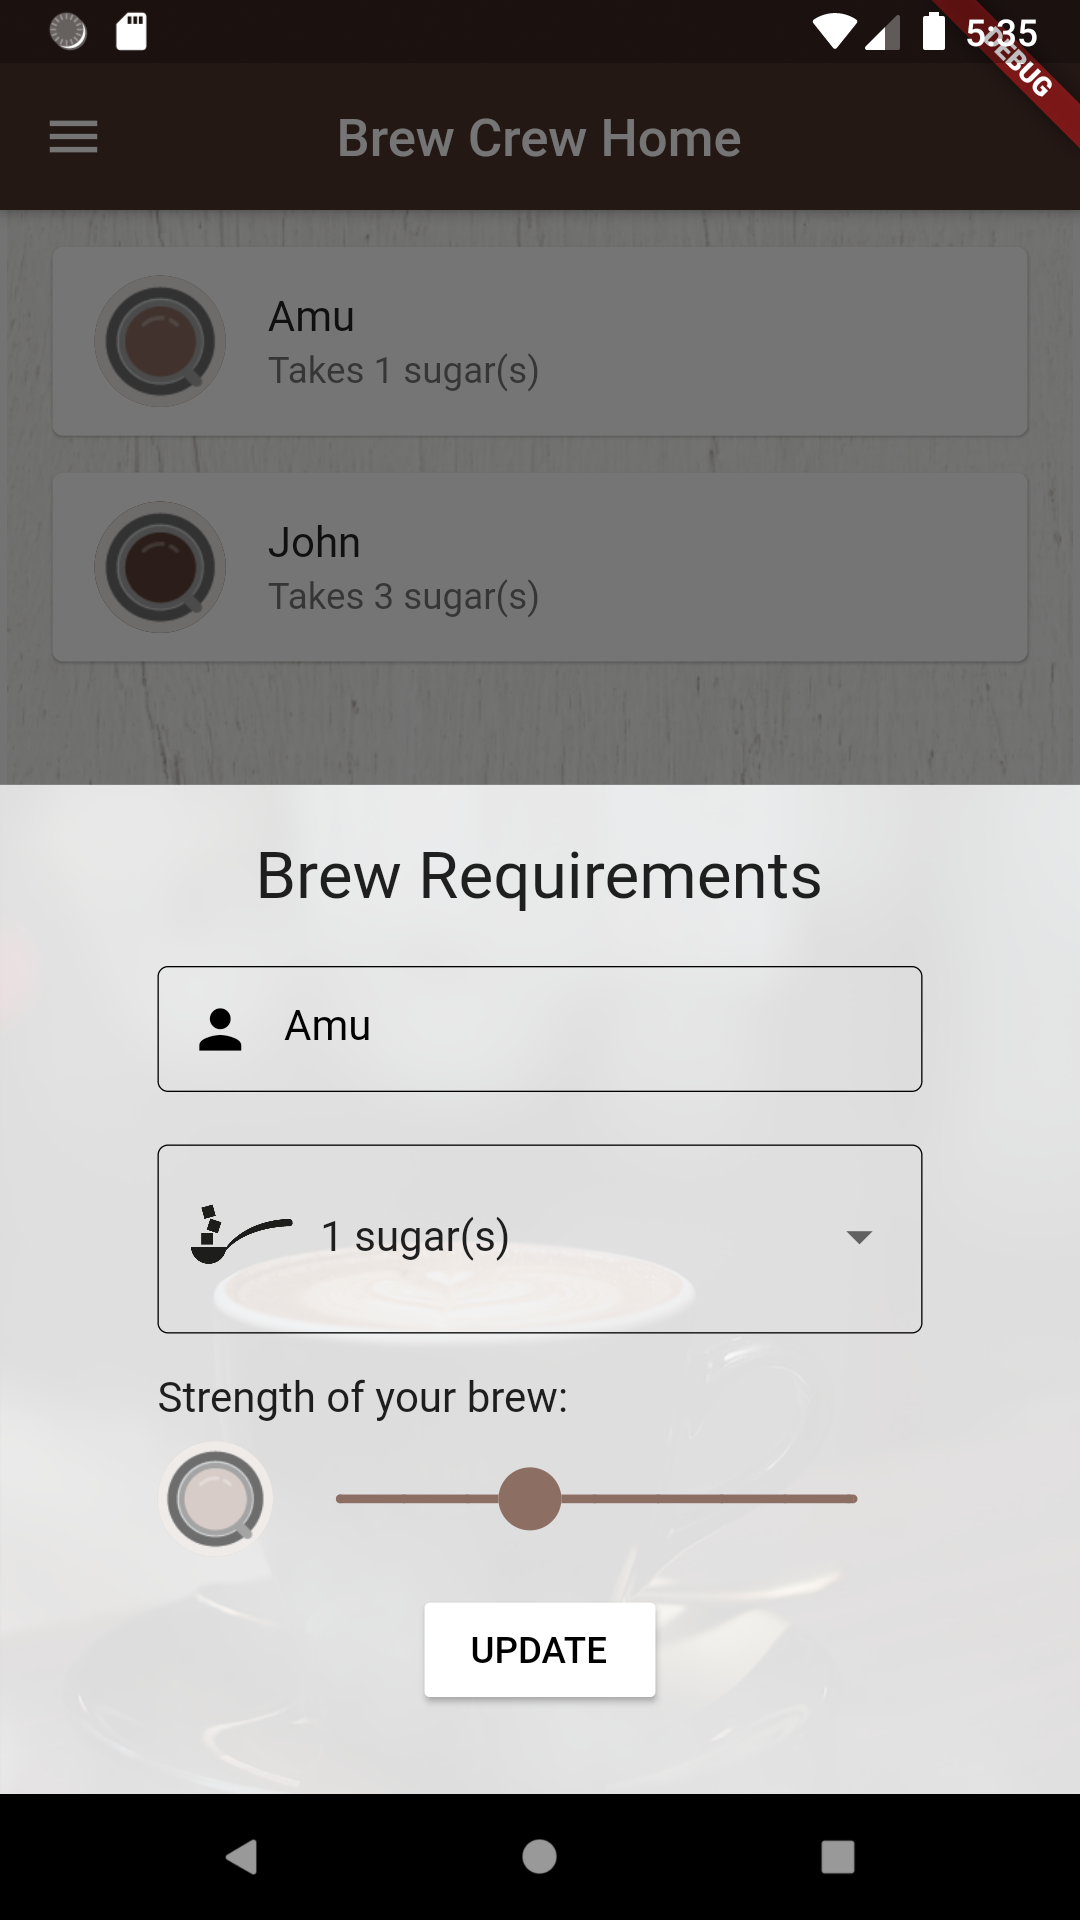 5:35
DEBUG
Brew Crew Home
Amu
Takes 1 sugar(s)
John
Takes 3 sugar(s)
Brew Requirements
Amu
1 sugar(s)
Strength of your brew:
UPDATE